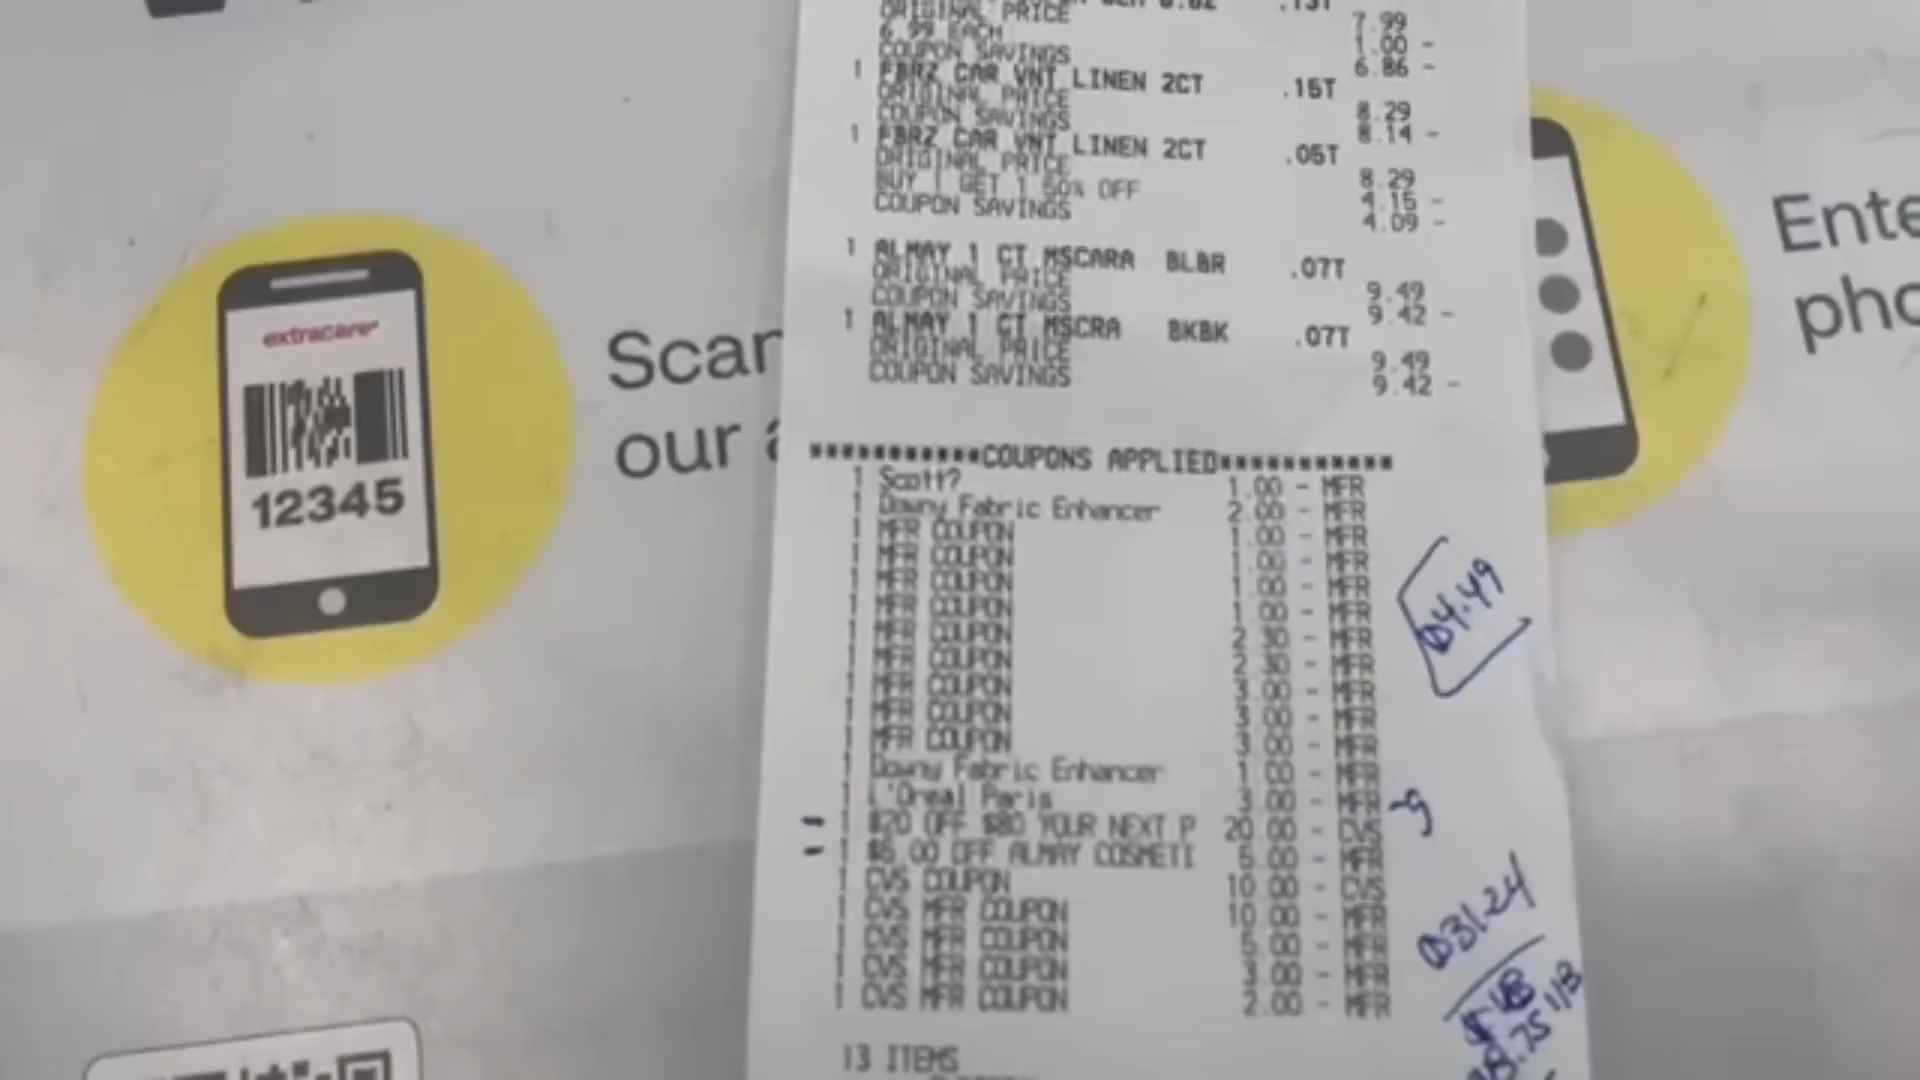 .13T
ORIGINAL PRICE 7.99
6.99 EACH 1.00 -
COUPON SAVINGS 6.86 -
1 FBRZ CAR VNT LINEN 2CT .15T
ORIGINAL PRICE 8.29
COUPON SAVINGS 8.14 -
1 FBRZ CAR VNT LINEN 2CT .05T
ORIGINAL PRICE 8.29
BUY 1 GET 1 50% OFF 4.15 -
COUPON SAVINGS 4.09 -
1 ALMAY 1 CT MSCARA BLBR .07T
ORIGINAL PRICE 9.49
COUPON SAVINGS 9.42 -
1 ALMAY 1 CT MSCRA BKBK .07T
ORIGINAL PRICE 9.49
COUPON SAVINGS 9.42 -
***********COUPONS APPLIED***********
1 Scott? 1.00 - MFR
1 Downy Fabric Enhancer 2.00 - MFR
1 MFR COUPON 1.00 - MFR
1 MFR COUPON 1.00 - MFR
1 MFR COUPON 1.00 - MFR
1 MFR COUPON 1.00 - MFR
1 MFR COUPON - MFR
1 MFR COUPON - MFR
1 MFR COUPON 3.00 - MFR
1 MFR COUPON 3.00 - MFR
1 MFR COUPON 3.00 - MFR
1 Downy Fabric Enhancer 1.00 - MFR
1 L'Oreal Paris 3.00 - MFR
1 $20 OFF $80 YOUR NEXT P 20.00 - CVS
1 $5.00 OFF ALMAY COSMETI 5.00 - MFR
1 CVS COUPON 10.00 - CVS
1 CVS MFR COUPON 10.00 - MFR
1 CVS MFR COUPON 5.00 - MFR
1 CVS MFR COUPON 3.00 - MFR
1 CVS MFR COUPON 2.00 - MFR
13 ITEMS
4.49
31.24
extracare®
12345
Scan
our a
Ente
pho